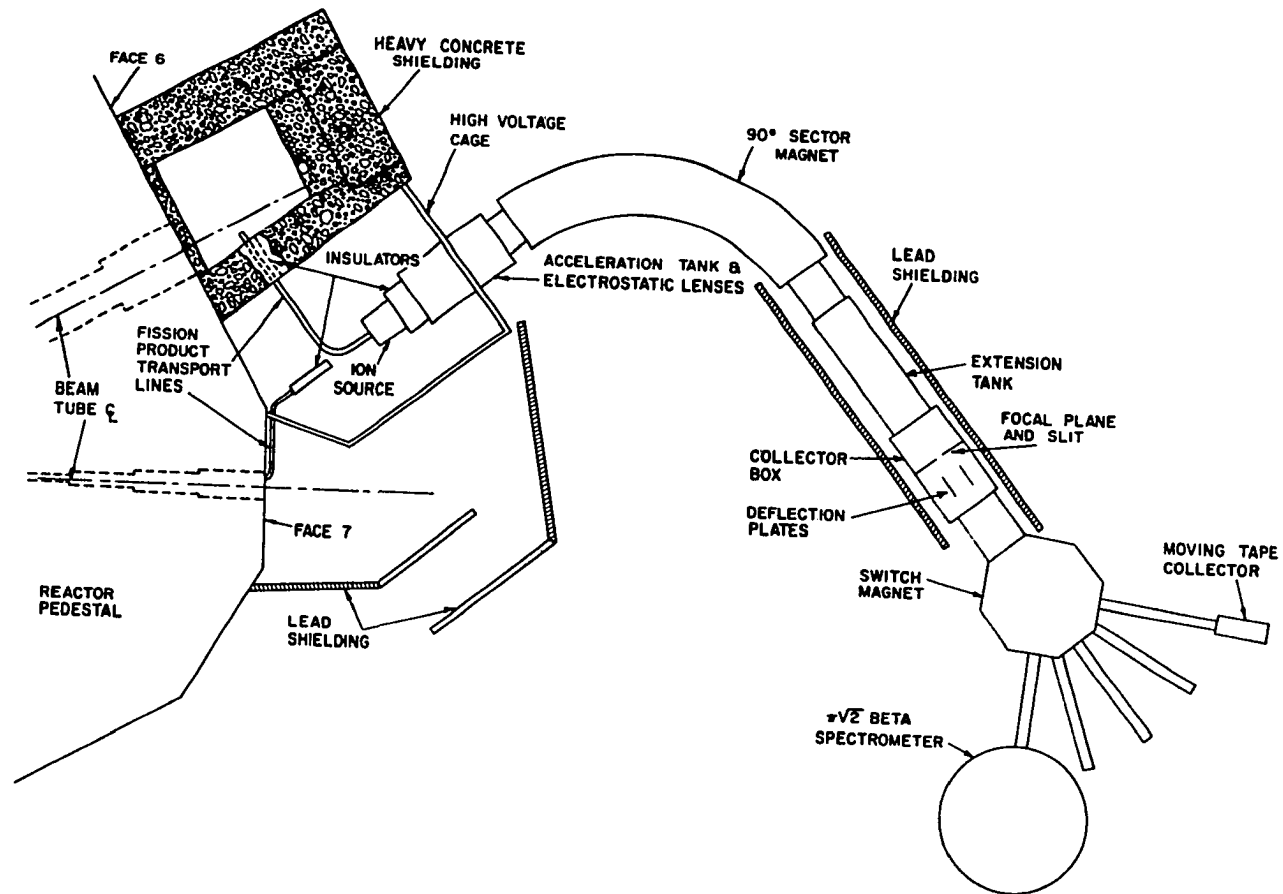 FACE 6
HEAVY CONCRETE
SHIELDING
HIGH VOLTAGE
CAGE
90° SECTOR
MAGNET
INSULATORS
ACCELERATION TANK &
ELECTROSTATIC LENSES
LEAD
SHIELDING
FISSION
PRODUCT
TRANSPORT
LINES
ION
SOURCE
BEAM
TUBE ℄
EXTENSION
TANK
FOCAL PLANE
AND SLIT
COLLECTOR
BOX
DEFLECTION
PLATES
FACE 7
MOVING TAPE
COLLECTOR
SWITCH
MAGNET
REACTOR
PEDESTAL
LEAD
SHIELDING
π√2 BETA
SPECTROMETER